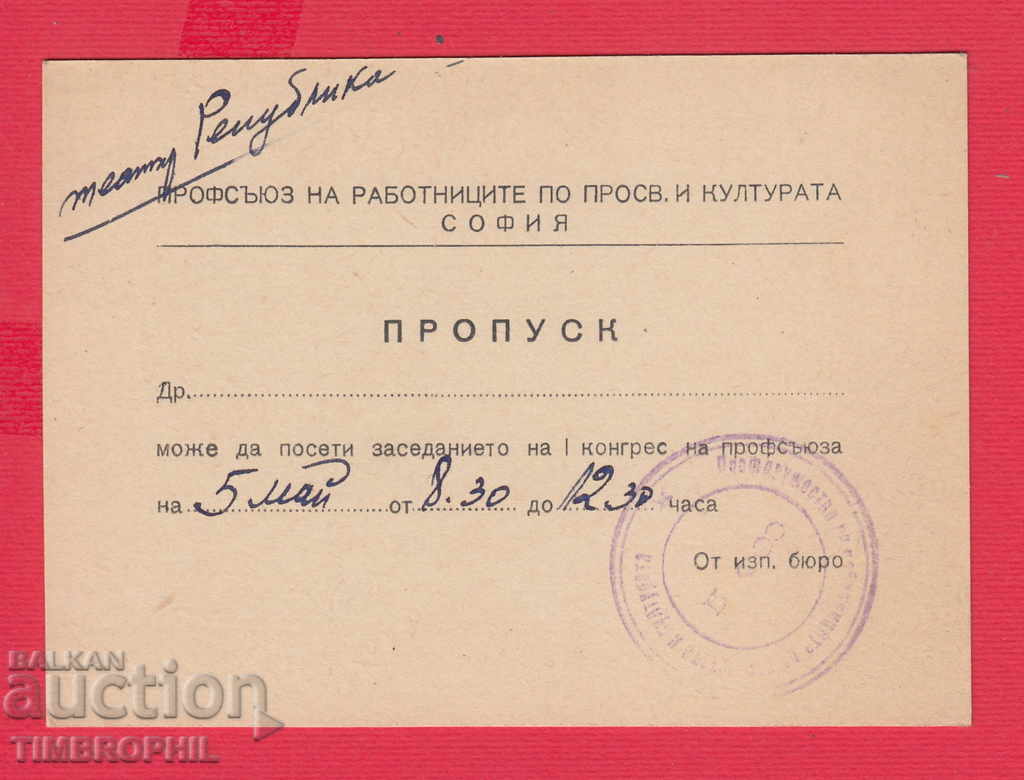 театър Република
ПРОФСЪЮЗ НА РАБОТНИЦИТЕ ПО ПРОСВ. И КУЛТУРАТА
СОФИЯ
ПРОПУСК
Др.
може да посети заседанието на I конгрес на профсъюза
на 5 май от 8.30 до 12 30 часа
От изп. бюро
BALKAN
auction
TIMBROPHIL